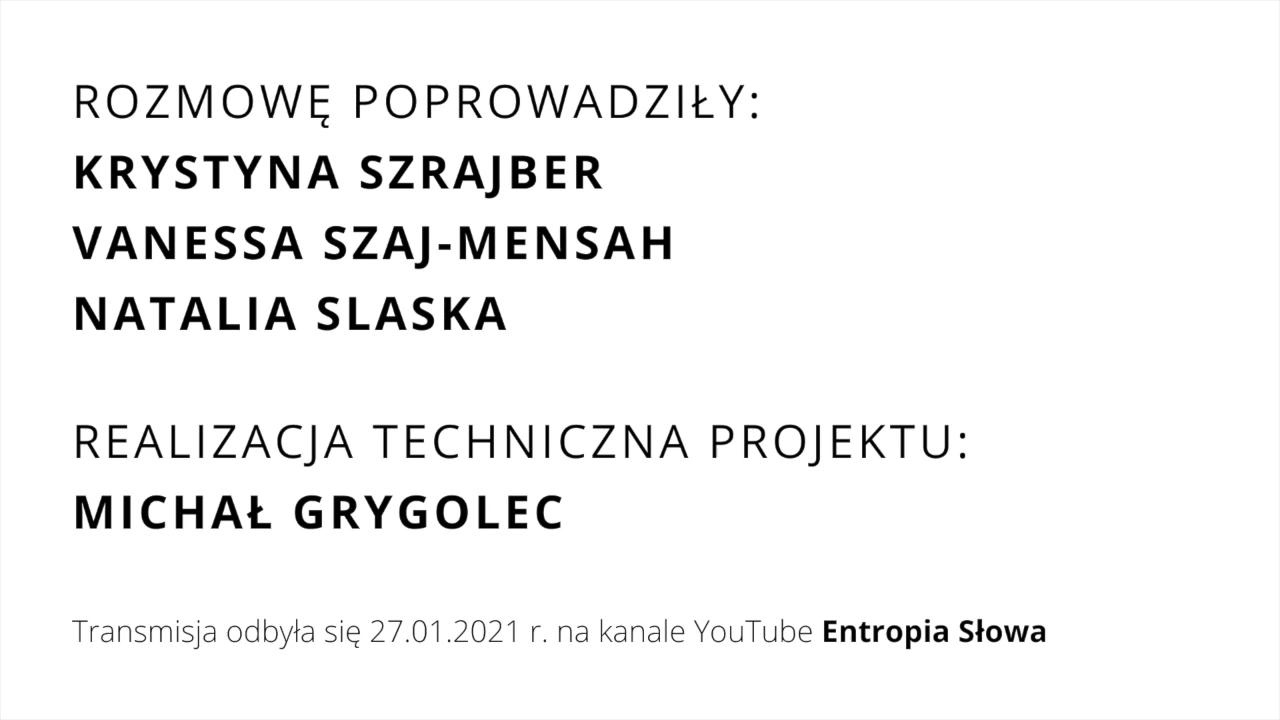 ROZMOWĘ POPROWADZIŁY:
KRYSTYNA SZRAJBER
VANESSA SZAJ-MENSAH
NATALIA SLASKA
REALIZACJA TECHNICZNA PROJEKTU:
MICHAŁ GRYGOLEC
Transmisja odbyła się 27.01.2021 r. na kanale YouTube Entropia Słowa